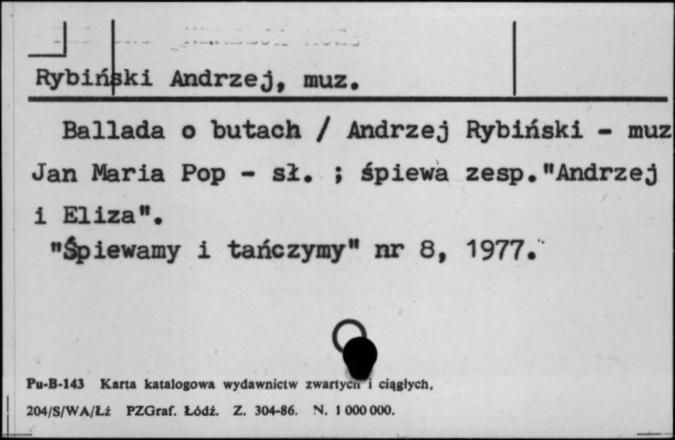 Rybiński Andrzej, muz.
Ballada o butach / Andrzej Rybiński - muz
Jan Maria Pop - sł. ; śpiewa zesp."Andrzej
i Eliza".
"Śpiewamy i tańczymy" nr 8, 1977.
Pu-B-143 Karta katalogowa wydawnictw zwartych i ciągłych,
204/S/WA/Łź PZGraf. Łódź. Z. 304-86. N. 1 000 000.